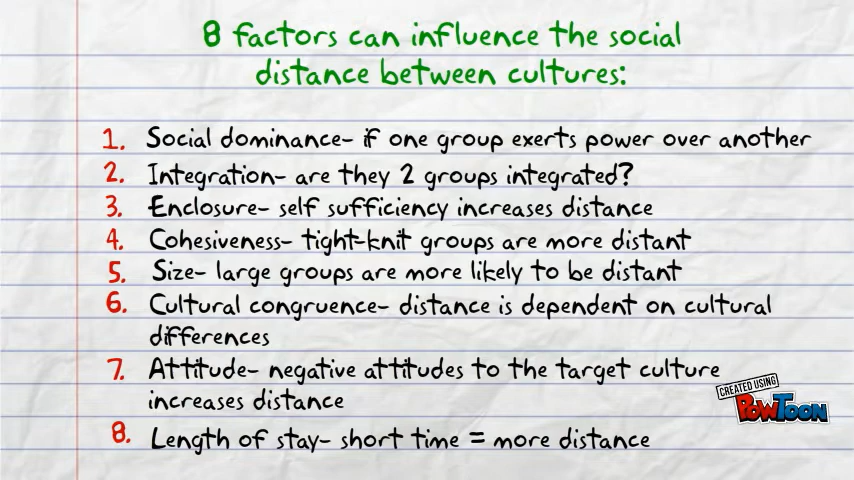 8 factors can influence the social
distance between cultures:
1. Social dominance- if one group exerts power over another
2. Integration- are they 2 groups integrated?
3. Enclosure- self sufficiency increases distance
4. Cohesiveness- tight-knit groups are more distant
5. Size- large groups are more likely to be distant
6. Cultural congruence- distance is dependent on cultural
differences
7. Attitude- negative attitudes to the target culture
increases distance
CREATED USING
POWTOON
8. Length of stay- short time = more distance